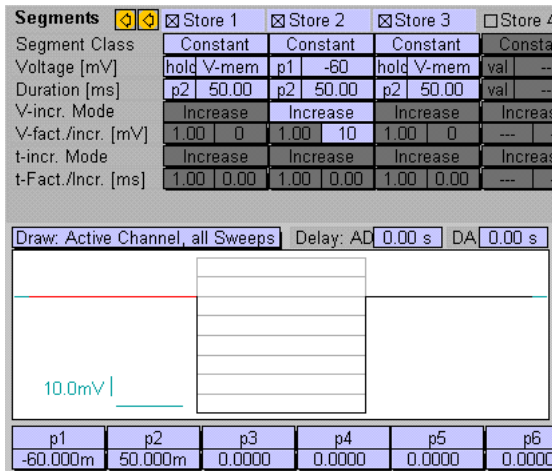 Segments Store 1 Store 2 Store 3 Store 4
Segment Class Constant Constant Constant
Voltage [mV] hold V-mem p1 -60 hold V-mem val
Duration [ms] p2 50.00 p2 50.00 p2 50.00 val
V-incr. Mode Increase Increase Increase
V-fact./incr. [mV] 1.00 0 1.00 10 1.00 0 ---
t-incr. Mode Increase Increase Increase
t-Fact./Incr. [ms] 1.00 0.00 1.00 0.00 1.00 0.00 ---
Draw: Active Channel, all Sweeps Delay: AD 0.00 s DA 0.00 s
10.0mV
p1 p2 p3 p4 p5 p6
-60.000m 50.000m 0.0000 0.0000 0.0000 0.0000